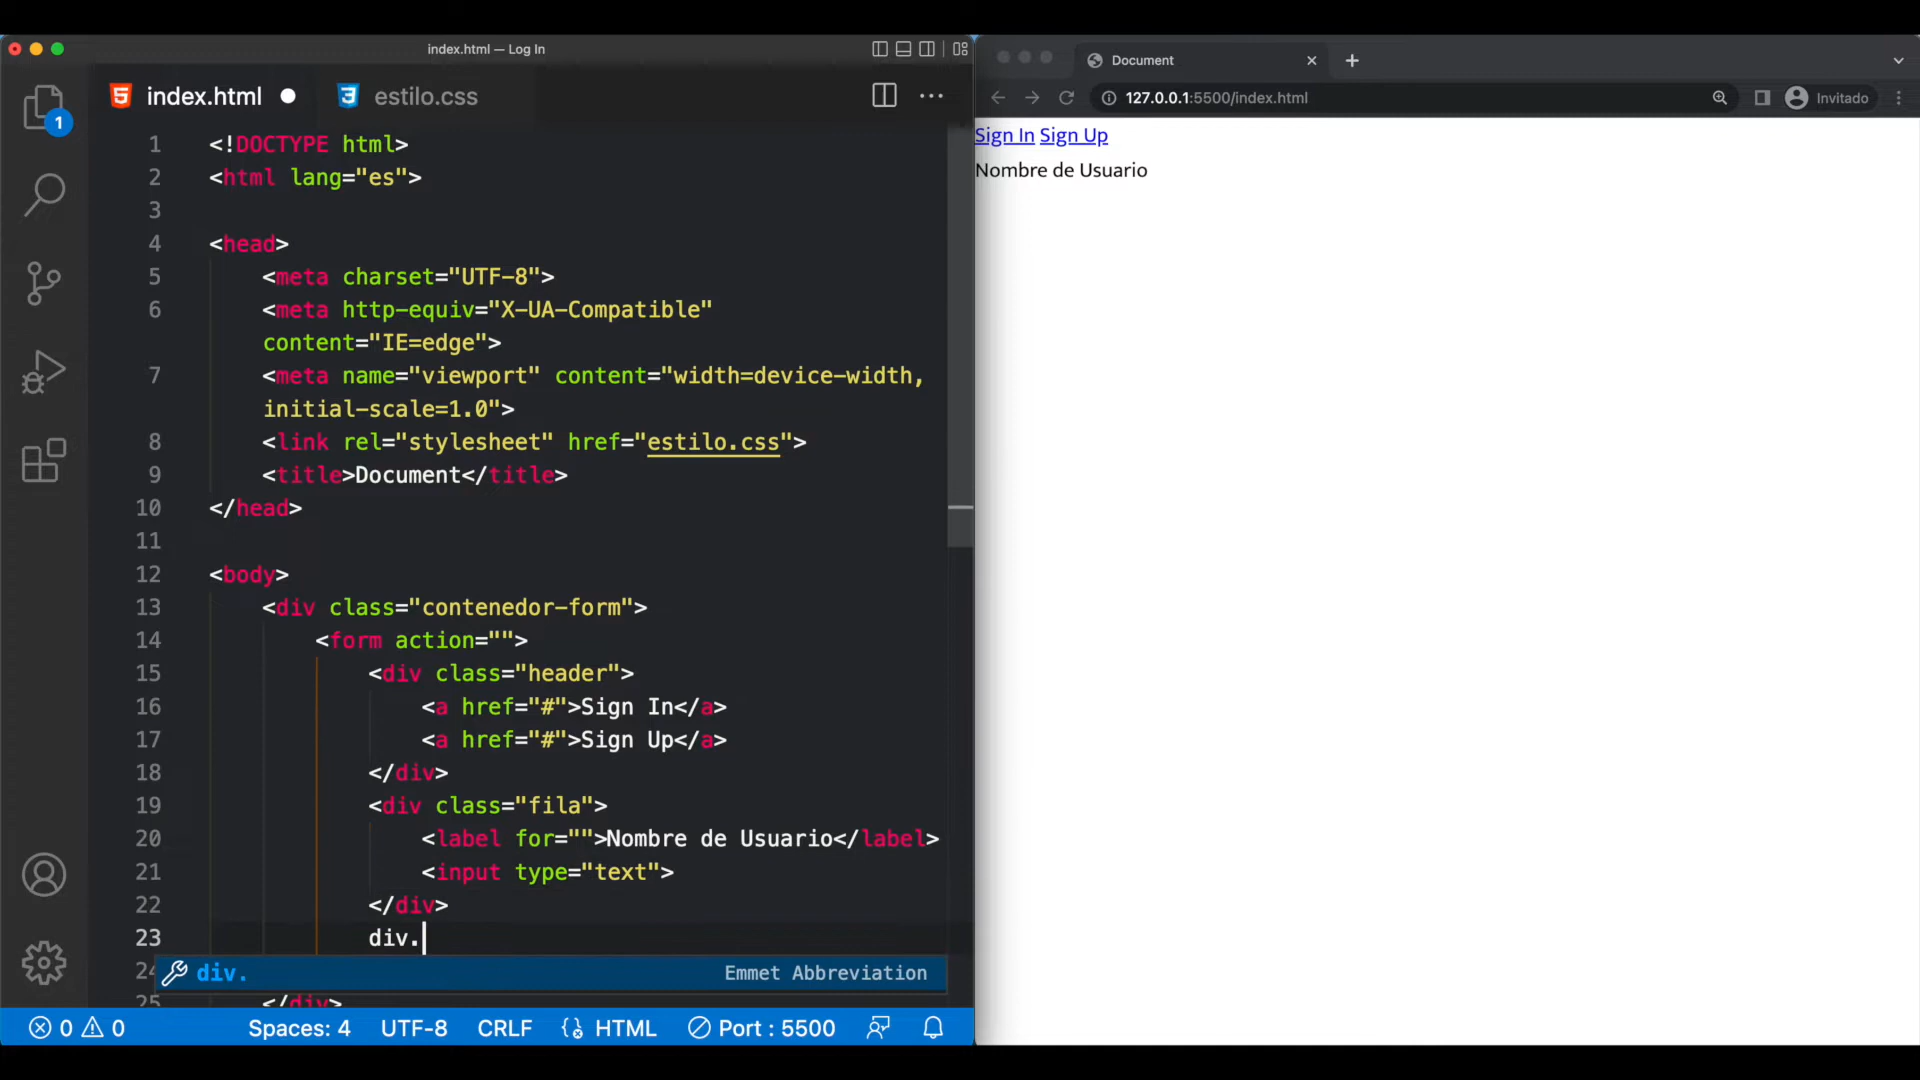 index.html — Log In
index.html
estilo.css
1
1 <!DOCTYPE html>
2 <html lang="es">
3
4 <head>
5 <meta charset="UTF-8">
6 <meta http-equiv="X-UA-Compatible"
content="IE=edge">
7 <meta name="viewport" content="width=device-width,
initial-scale=1.0">
8 <link rel="stylesheet" href="estilo.css">
9 <title>Document</title>
10 </head>
11
12 <body>
13 <div class="contenedor-form">
14 <form action="">
15 <div class="header">
16 <a href="#">Sign In</a>
17 <a href="#">Sign Up</a>
18 </div>
19 <div class="fila">
20 <label for="">Nombre de Usuario</label>
21 <input type="text">
22 </div>
23 div.
24 div. Emmet Abbreviation
25 </div>
0 0 Spaces: 4 UTF-8 CRLF HTML Port : 5500
Document
127.0.0.1:5500/index.html
Invitado
Sign In Sign Up
Nombre de Usuario